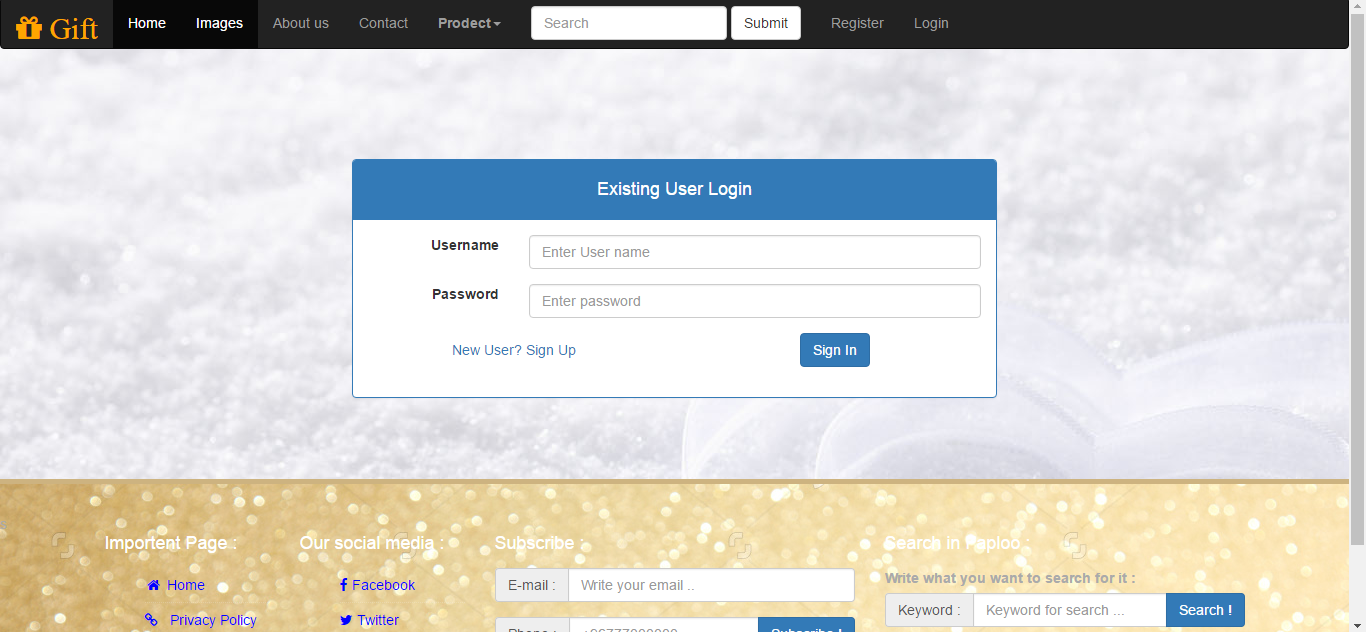 Gift Home Images About us Contact Prodect Search Submit Register Login
Existing User Login
Username Enter User name
Password Enter password
New User? Sign Up Sign In
Importent Page : Our social media : Subscribe : Search in Paploo :
Write what you want to search for it :
Home Facebook E-mail : Write your email ..
Keyword : Keyword for search ... Search !
Privacy Policy Twitter
Phone : Subscribe !